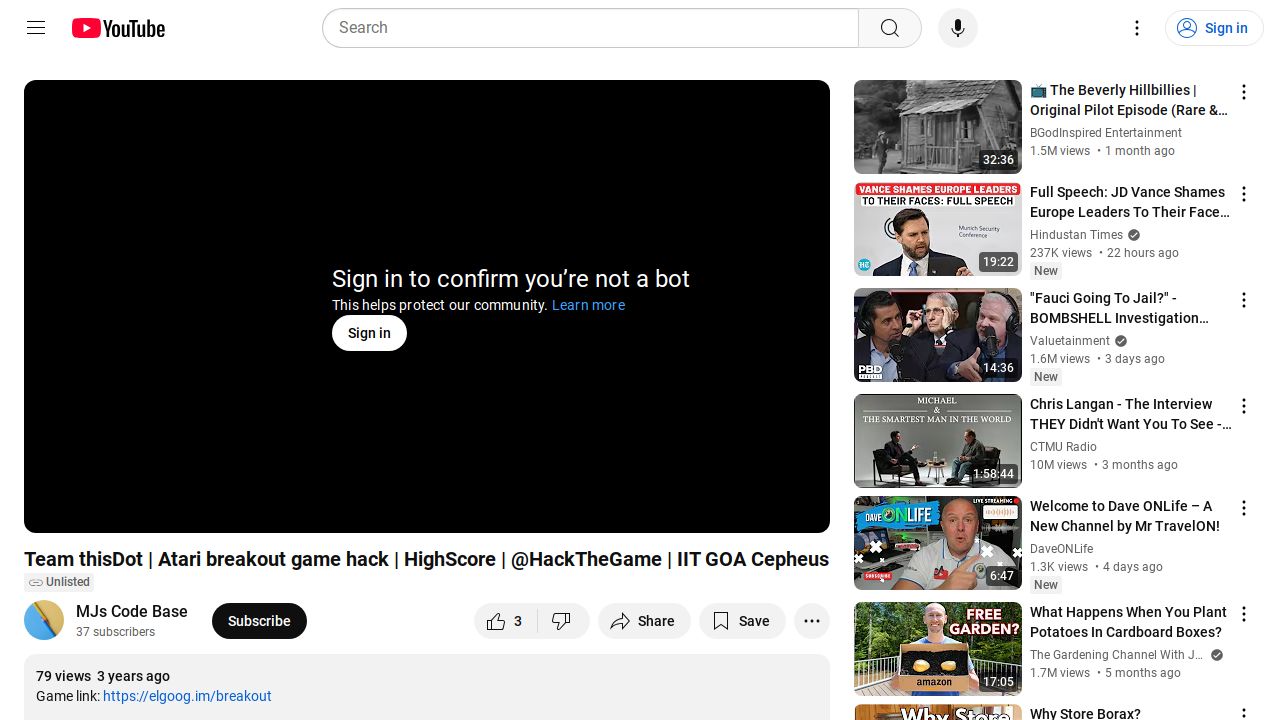 YouTube
Search
Sign in
Sign in to confirm you’re not a bot
This helps protect our community. Learn more
Sign in
Team thisDot | Atari breakout game hack | HighScore | @HackTheGame | IIT GOA Cepheus
Unlisted
MJs Code Base
37 subscribers
Subscribe
3
Share
Save
79 views 3 years ago
Game link: https://elgoog.im/breakout
32:36
📺 The Beverly Hillbillies |
Original Pilot Episode (Rare &…
BGodInspired Entertainment
1.5M views • 1 month ago
VANCE SHAMES EUROPE LEADERS
TO THEIR FACES: FULL SPEECH
Munich Security
Conference
19:22
Full Speech: JD Vance Shames
Europe Leaders To Their Face…
Hindustan Times
237K views • 22 hours ago
New
PBD
PODCAST
14:36
"Fauci Going To Jail?" -
BOMBSHELL Investigation…
Valuetainment
1.6M views • 3 days ago
New
MICHAEL
&
THE SMARTEST MAN IN THE WORLD
1:58:44
Chris Langan - The Interview
THEY Didn't Want You To See -…
CTMU Radio
10M views • 3 months ago
LIVE STREAMING
DAVE ONLIFE
SUBSCRIBE
6:47
Welcome to Dave ONLife – A
New Channel by Mr TravelON!
DaveONLife
1.3K views • 4 days ago
New
FREE
GARDEN?
amazon
17:05
What Happens When You Plant
Potatoes In Cardboard Boxes?
The Gardening Channel With J…
1.7M views • 5 months ago
Why Store
Why Store Borax?